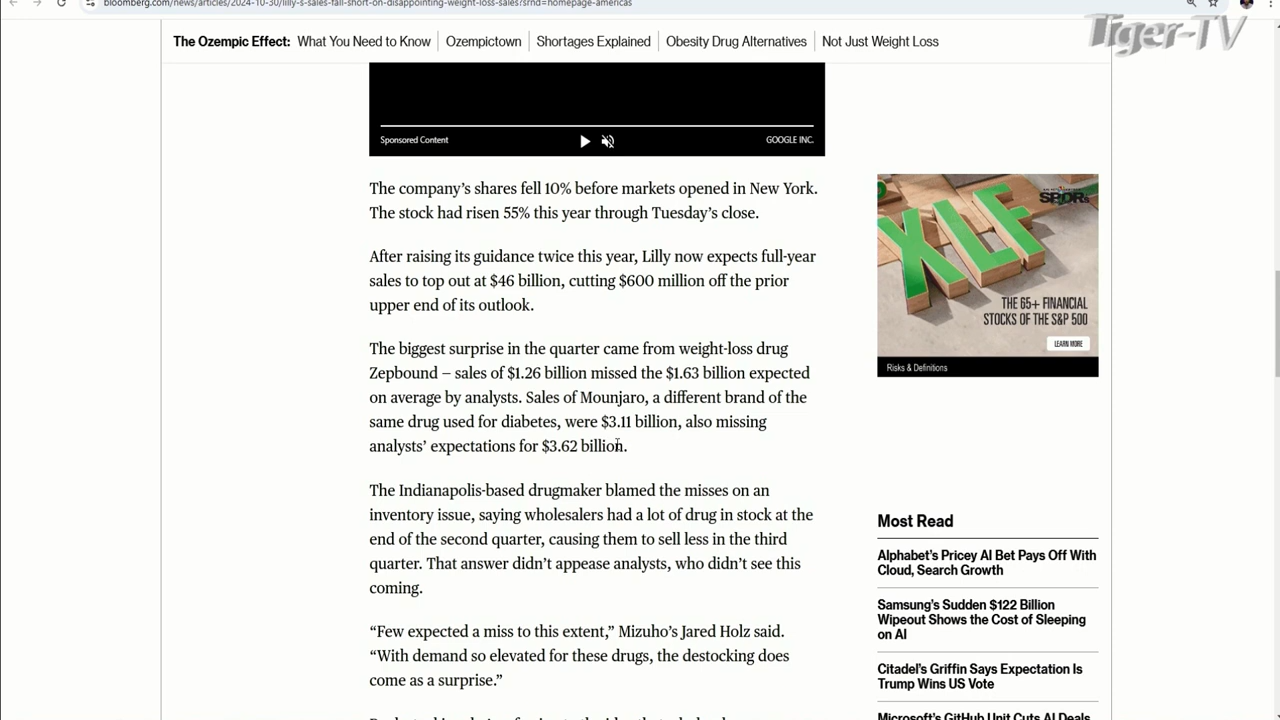 bloomberg.com/news/articles/2024-10-30/lilly-s-sales-fall-short-on-disappointing-weight-loss-sales?srnd=homepage-americas
Tiger-TV
The Ozempic Effect: What You Need to Know Ozempictown Shortages Explained Obesity Drug Alternatives Not Just Weight Loss
Sponsored Content GOOGLE INC.
The company’s shares fell 10% before markets opened in New York.
The stock had risen 55% this year through Tuesday’s close.
After raising its guidance twice this year, Lilly now expects full-year
sales to top out at $46 billion, cutting $600 million off the prior
upper end of its outlook.
The biggest surprise in the quarter came from weight-loss drug
Zepbound – sales of $1.26 billion missed the $1.63 billion expected
on average by analysts. Sales of Mounjaro, a different brand of the
same drug used for diabetes, were $3.11 billion, also missing
analysts’ expectations for $3.62 billion.
The Indianapolis-based drugmaker blamed the misses on an
inventory issue, saying wholesalers had a lot of drug in stock at the
end of the second quarter, causing them to sell less in the third
quarter. That answer didn’t appease analysts, who didn’t see this
coming.
“Few expected a miss to this extent,” Mizuho’s Jared Holz said.
“With demand so elevated for these drugs, the destocking does
come as a surprise.”
SPDRs
XLF
THE 65+ FINANCIAL
STOCKS OF THE S&P 500
LEARN MORE
Risks & Definitions
Most Read
Alphabet’s Pricey AI Bet Pays Off With
Cloud, Search Growth
Samsung’s Sudden $122 Billion
Wipeout Shows the Cost of Sleeping
on AI
Citadel’s Griffin Says Expectation Is
Trump Wins US Vote
Microsoft’s GitHub Unit Cuts AI Deals